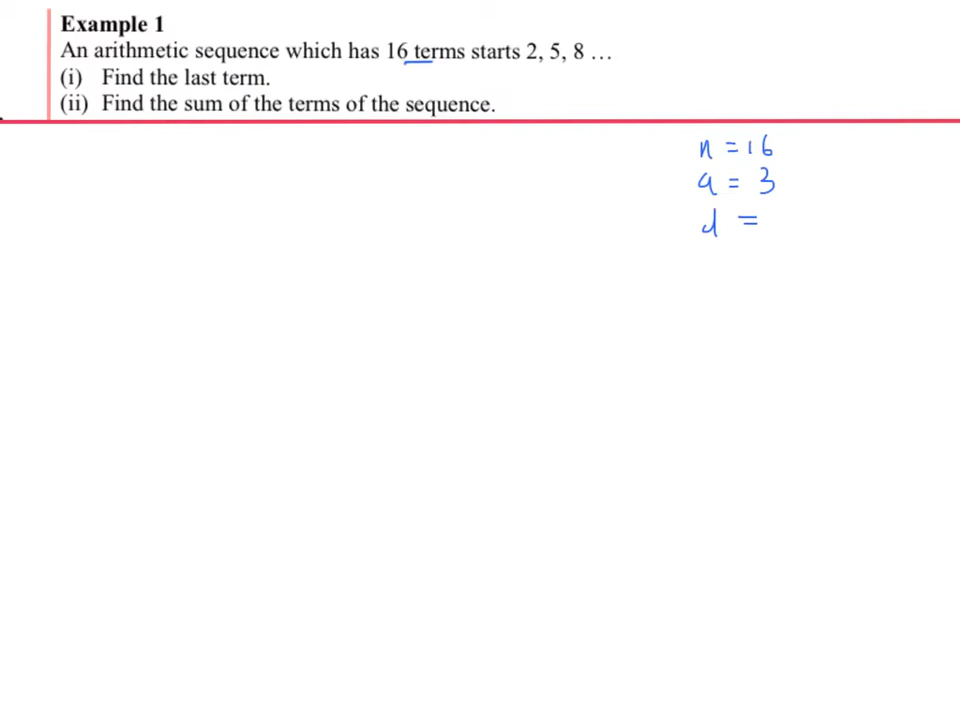 Example 1
An arithmetic sequence which has 16 terms starts 2, 5, 8 …
(i) Find the last term.
(ii) Find the sum of the terms of the sequence.
n = 16
a = 3
d =